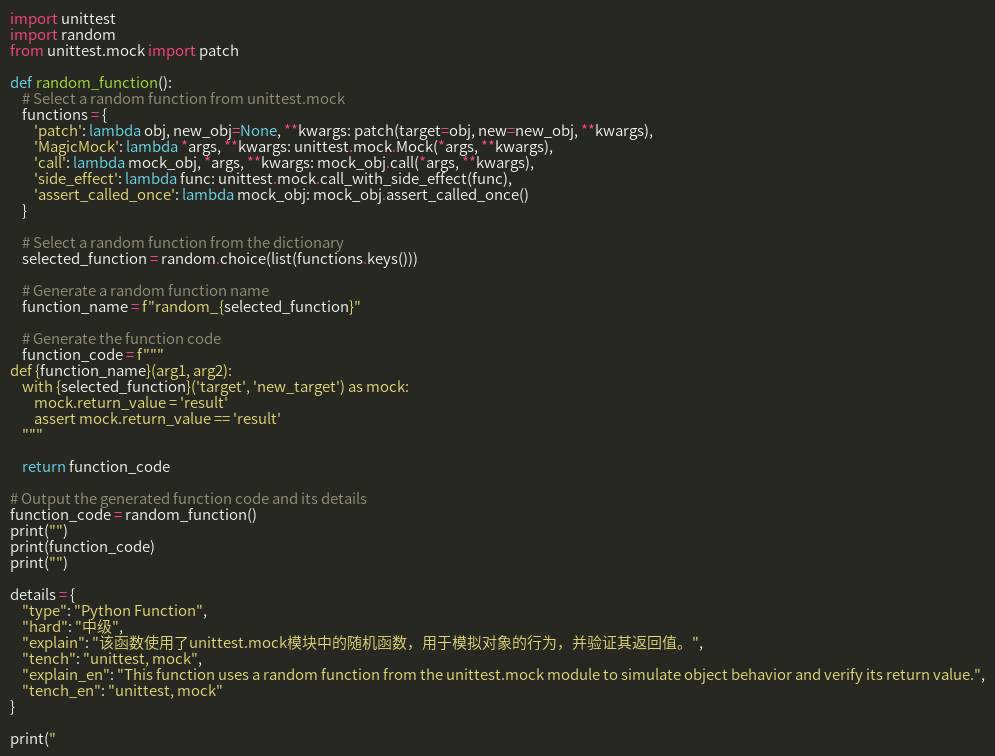 import unittest
import random
from unittest.mock import patch

def random_function():
    # Select a random function from unittest.mock
    functions = {
        'patch': lambda obj, new_obj=None, **kwargs: patch(target=obj, new=new_obj, **kwargs),
        'MagicMock': lambda *args, **kwargs: unittest.mock.Mock(*args, **kwargs),
        'call': lambda mock_obj, *args, **kwargs: mock_obj.call(*args, **kwargs),
        'side_effect': lambda func: unittest.mock.call_with_side_effect(func),
        'assert_called_once': lambda mock_obj: mock_obj.assert_called_once()
    }

    # Select a random function from the dictionary
    selected_function = random.choice(list(functions.keys()))

    # Generate a random function name
    function_name = f"random_{selected_function}"

    # Generate the function code
    function_code = f"""
def {function_name}(arg1, arg2):
    with {selected_function}('target', 'new_target') as mock:
        mock.return_value = 'result'
        assert mock.return_value == 'result'
    """

    return function_code

# Output the generated function code and its details
function_code = random_function()
print("")
print(function_code)
print("")

details = {
    "type": "Python Function",
    "hard": "中级",
    "explain": "该函数使用了unittest.mock模块中的随机函数，用于模拟对象的行为，并验证其返回值。",
    "tench": "unittest, mock",
    "explain_en": "This function uses a random function from the unittest.mock module to simulate object behavior and verify its return value.",
    "tench_en": "unittest, mock"
}

print("